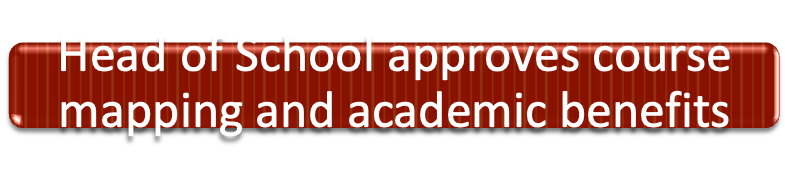 Head of School approves course
mapping and academic benefits